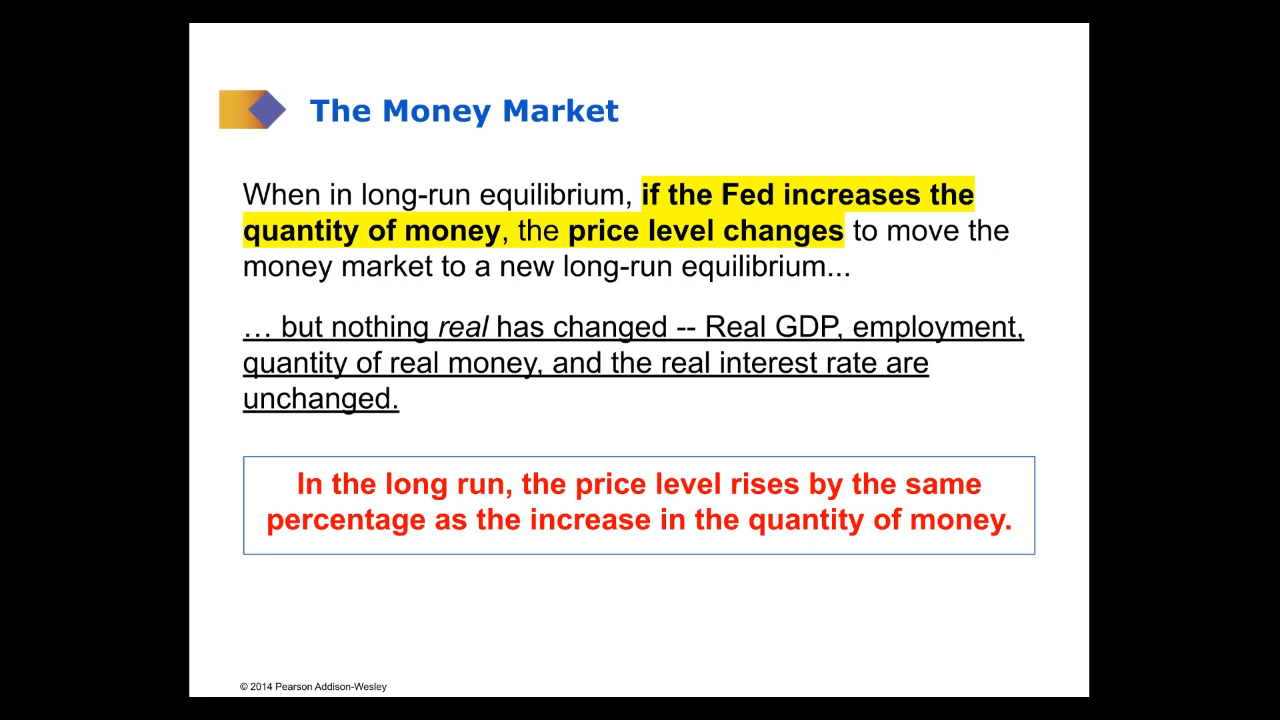 The Money Market
When in long-run equilibrium, if the Fed increases the
quantity of money, the price level changes to move the
money market to a new long-run equilibrium...
… but nothing real has changed -- Real GDP, employment,
quantity of real money, and the real interest rate are
unchanged.
In the long run, the price level rises by the same
percentage as the increase in the quantity of money.
© 2014 Pearson Addison-Wesley